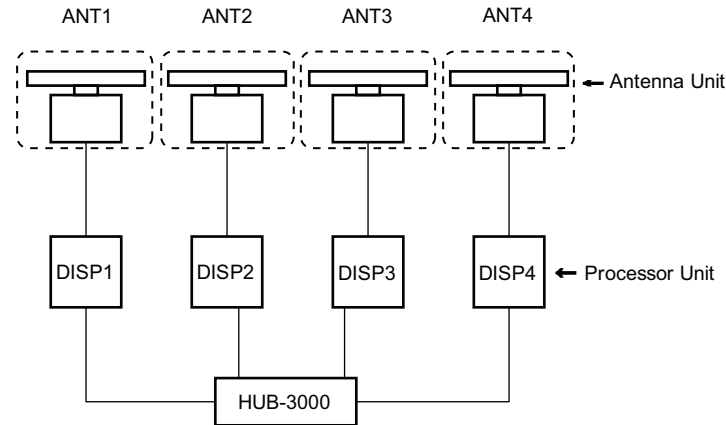 ANT1 ANT2 ANT3 ANT4
Antenna Unit
DISP1 DISP2 DISP3 DISP4 Processor Unit
HUB-3000